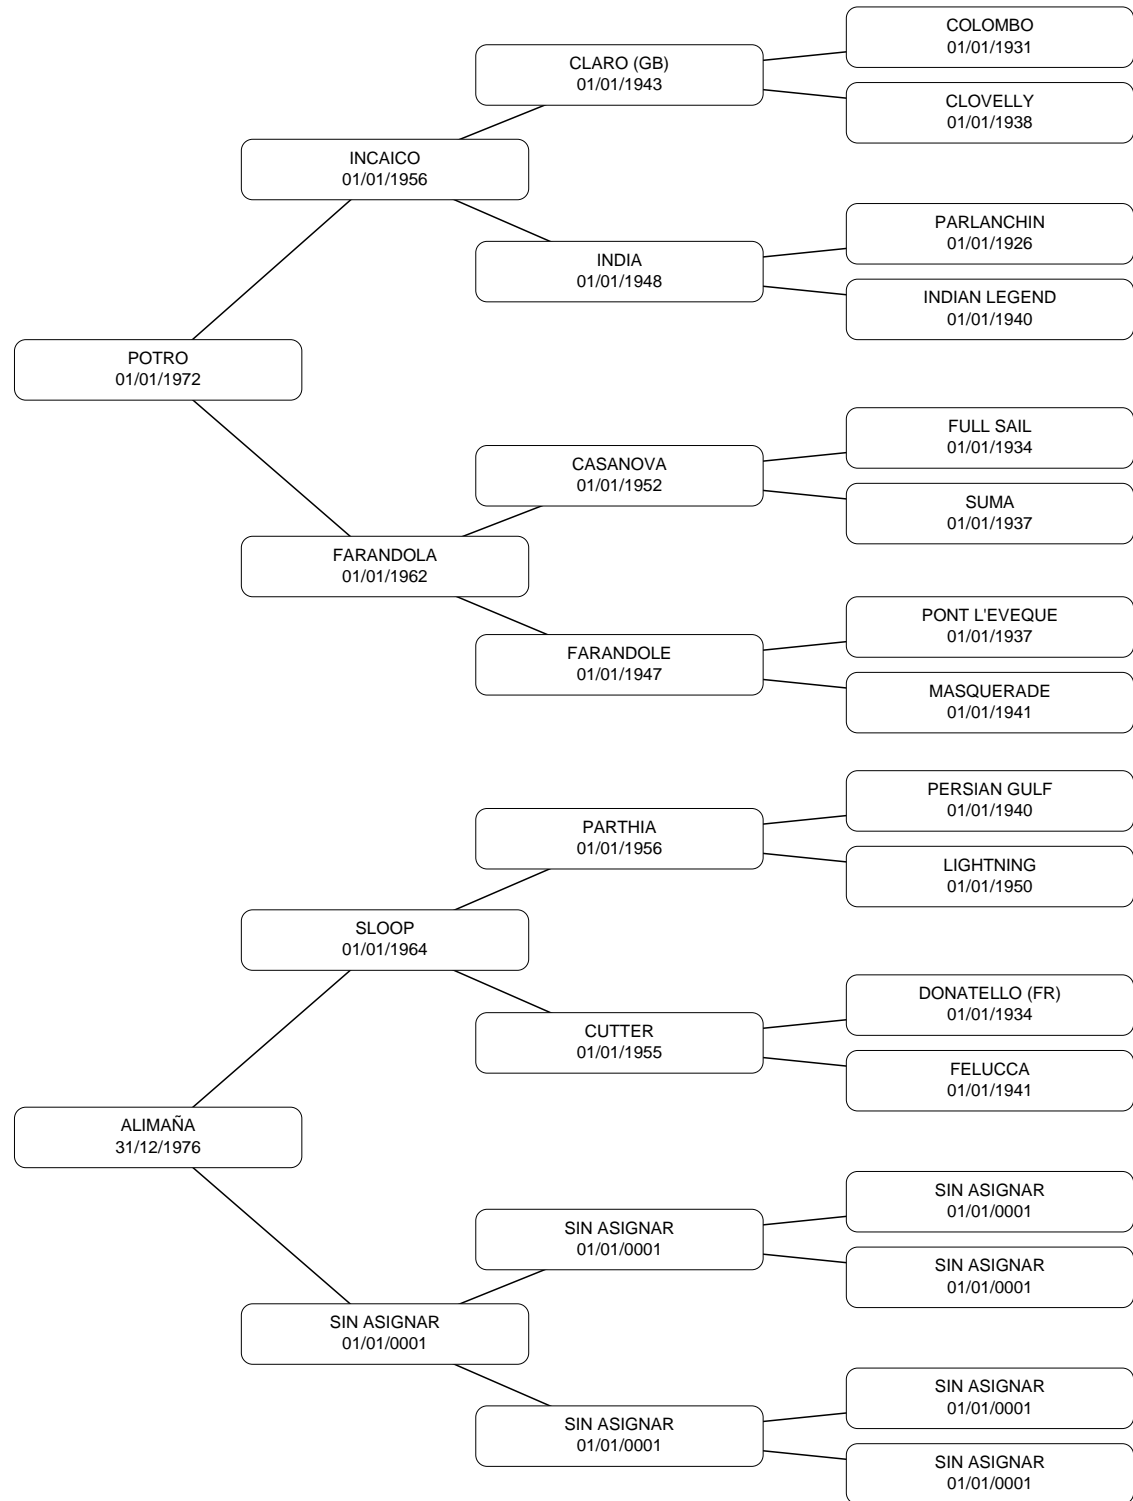 COLOMBO
01/01/1931
CLARO (GB)
01/01/1943
CLOVELLY
01/01/1938
INCAICO
01/01/1956
PARLANCHIN
01/01/1926
INDIA
01/01/1948
INDIAN LEGEND
01/01/1940
POTRO
01/01/1972
FULL SAIL
01/01/1934
CASANOVA
01/01/1952
SUMA
01/01/1937
FARANDOLA
01/01/1962
PONT L'EVEQUE
01/01/1937
FARANDOLE
01/01/1947
MASQUERADE
01/01/1941
PERSIAN GULF
01/01/1940
PARTHIA
01/01/1956
LIGHTNING
01/01/1950
SLOOP
01/01/1964
DONATELLO (FR)
01/01/1934
CUTTER
01/01/1955
FELUCCA
01/01/1941
ALIMAÑA
31/12/1976
SIN ASIGNAR
01/01/0001
SIN ASIGNAR
01/01/0001
SIN ASIGNAR
01/01/0001
SIN ASIGNAR
01/01/0001
SIN ASIGNAR
01/01/0001
SIN ASIGNAR
01/01/0001
SIN ASIGNAR
01/01/0001